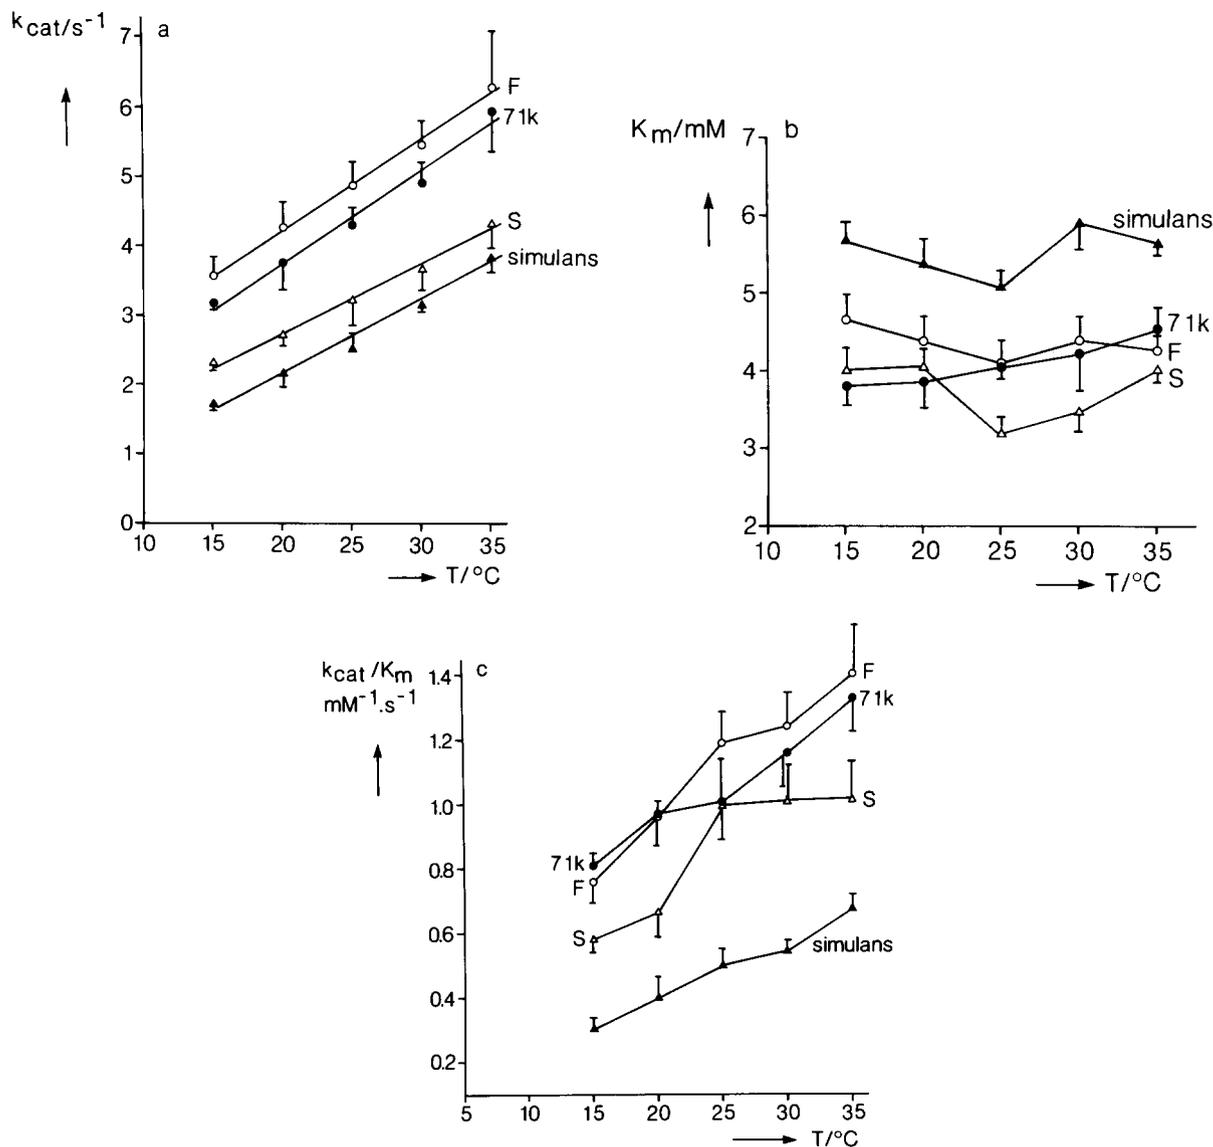 kcat/s⁻¹
a
7
6
5
4
3
2
1
0
F
71k
S
simulans
10 15 20 25 30 35
T/°C
Km/mM
b
7
6
5
4
3
2
simulans
71k
F
S
10 15 20 25 30 35
T/°C
kcat/Km
mM⁻¹.s⁻¹
c
1.4
1.2
1.0
0.8
0.6
0.4
0.2
F
71k
S
71k
F
S
simulans
5 10 15 20 25 30 35
T/°C